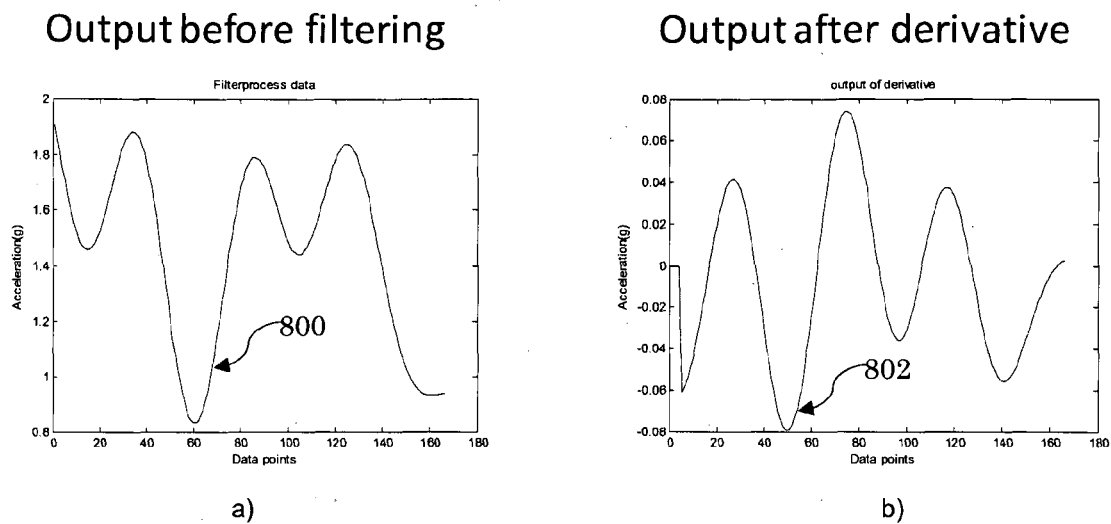 Output before filtering
Filterprocess data
2
1.8
1.6
1.4
1.2
1
0.8
Acceleration(g)
800
0 20 40 60 80 100 120 140 160 180
Data points
a)
Output after derivative
output of derivative
0.08
0.06
0.04
0.02
0
-0.02
-0.04
-0.06
-0.08
Acceleration(g)
802
0 20 40 60 80 100 120 140 160 180
Data points
b)